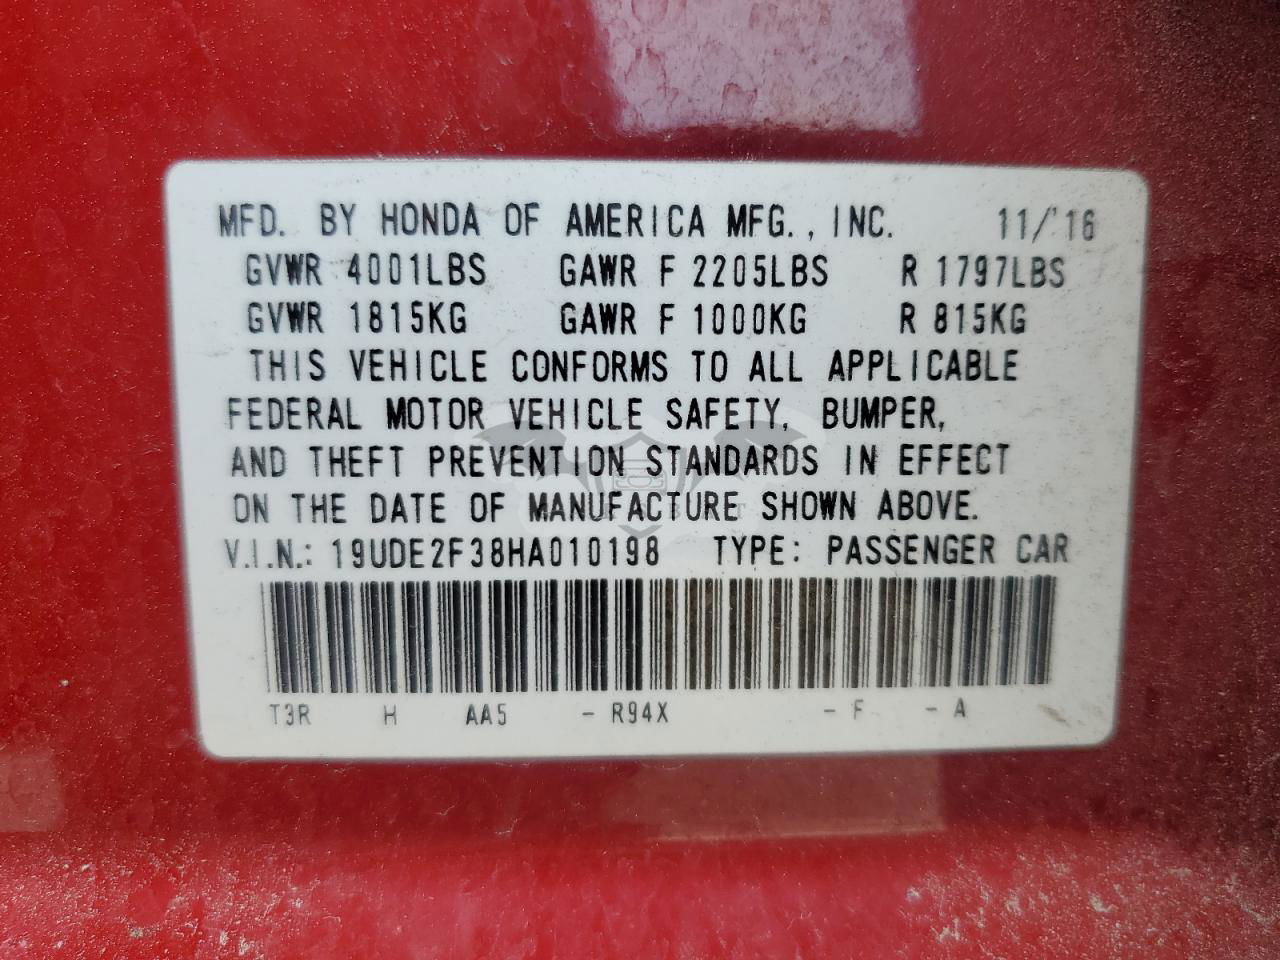 MFD. BY HONDA OF AMERICA MFG., INC. 11/'16
GVWR 4001LBS GAWR F 2205LBS R 1797LBS
GVWR 1815KG GAWR F 1000KG R 815KG
THIS VEHICLE CONFORMS TO ALL APPLICABLE
FEDERAL MOTOR VEHICLE SAFETY, BUMPER,
AND THEFT PREVENTION STANDARDS IN EFFECT
ON THE DATE OF MANUFACTURE SHOWN ABOVE.
V.I.N.: 19UDE2F38HA010198 TYPE: PASSENGER CAR
T3R H AA5 - R94X - F - A